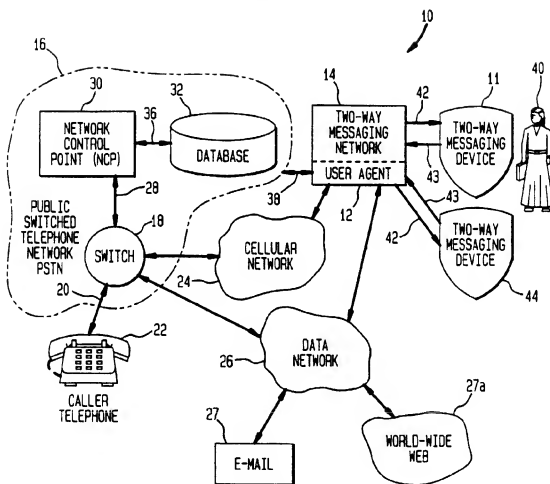 10
16
30
NETWORK
CONTROL
POINT (NCP)
36
32
DATABASE
14
TWO-WAY
MESSAGING
NETWORK
USER AGENT
12
38
42
43
11
TWO-WAY
MESSAGING
DEVICE
40
43
42
TWO-WAY
MESSAGING
DEVICE
44
28
PUBLIC
SWITCHED
TELEPHONE
NETWORK
PSTN
18
SWITCH
20
22
CALLER
TELEPHONE
CELLULAR
NETWORK
24
DATA
NETWORK
26
27
E-MAIL
27a
WORLD-WIDE
WEB